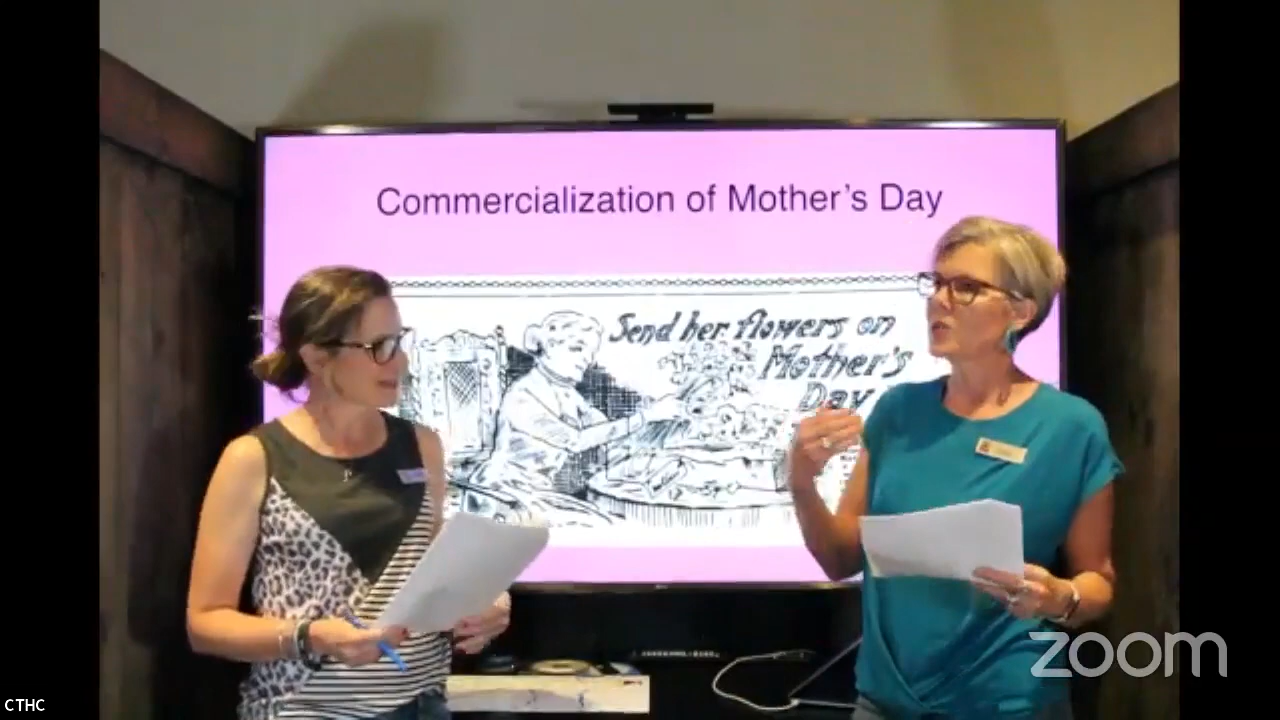 Commercialization of Mother's Day
Send her flowers on
Mother's
Day
zoom
CTHC